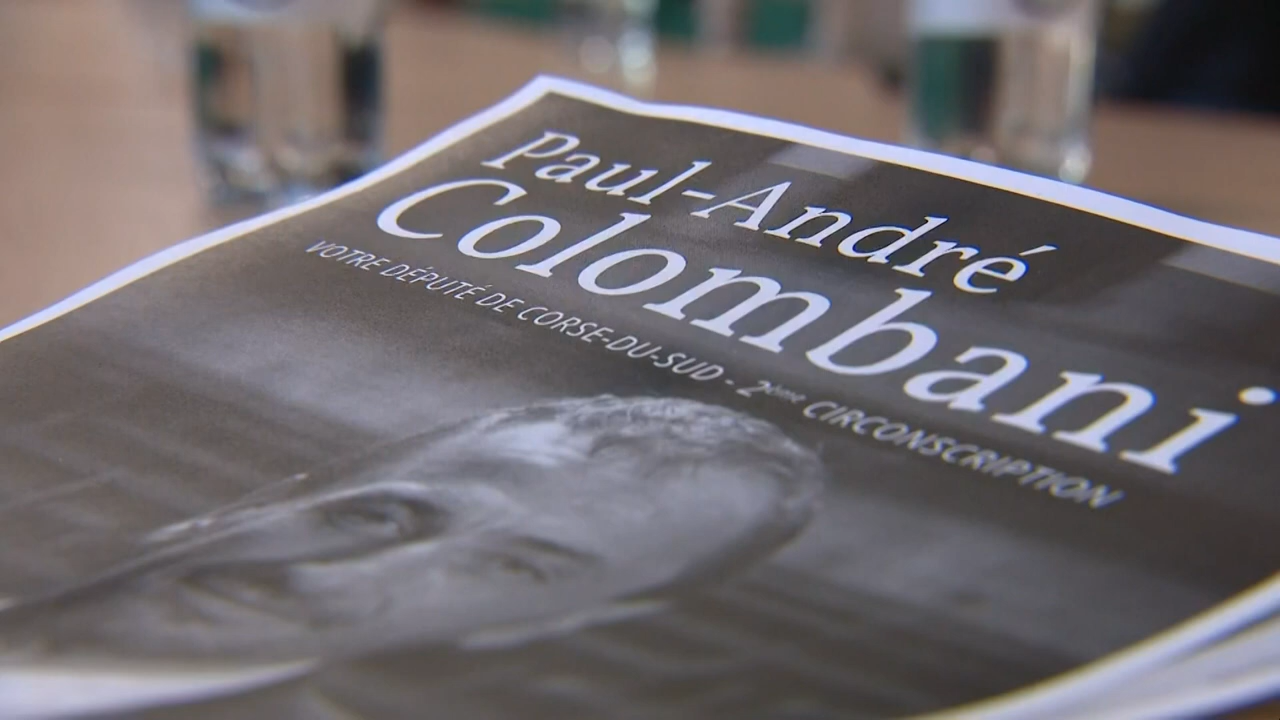 Paul-André
Colombani
VOTRE DÉPUTÉ DE CORSE-DU-SUD - 2ème CIRCONSCRIPTION